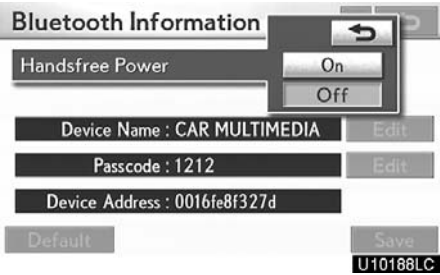 Bluetooth Information
Handsfree Power
On
Off
Device Name : CAR MULTIMEDIA
Edit
Passcode : 1212
Edit
Device Address : 0016fe8f327d
Default
Save
U10188LC